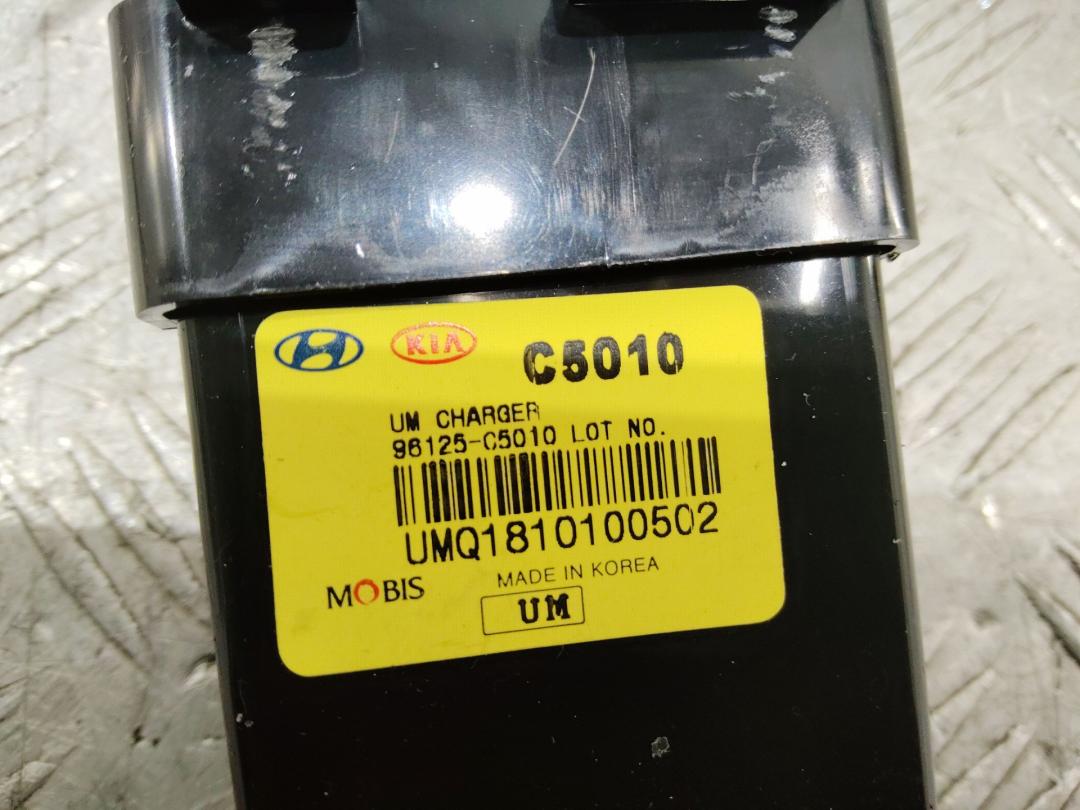 KIA C5010
UM CHARGER
96125-C5010 LOT NO.
UMQ1810100502
MOBIS MADE IN KOREA
UM